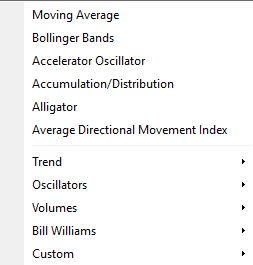 Moving Average
Bollinger Bands
Accelerator Oscillator
Accumulation/Distribution
Alligator
Average Directional Movement Index
Trend
Oscillators
Volumes
Bill Williams
Custom